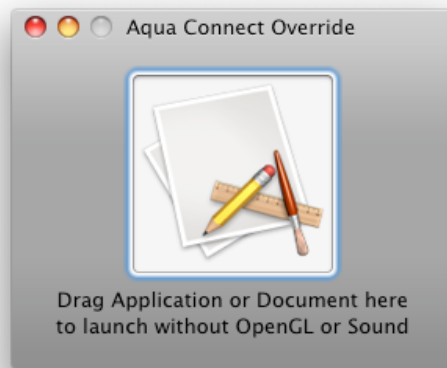 Aqua Connect Override
Drag Application or Document here
to launch without OpenGL or Sound